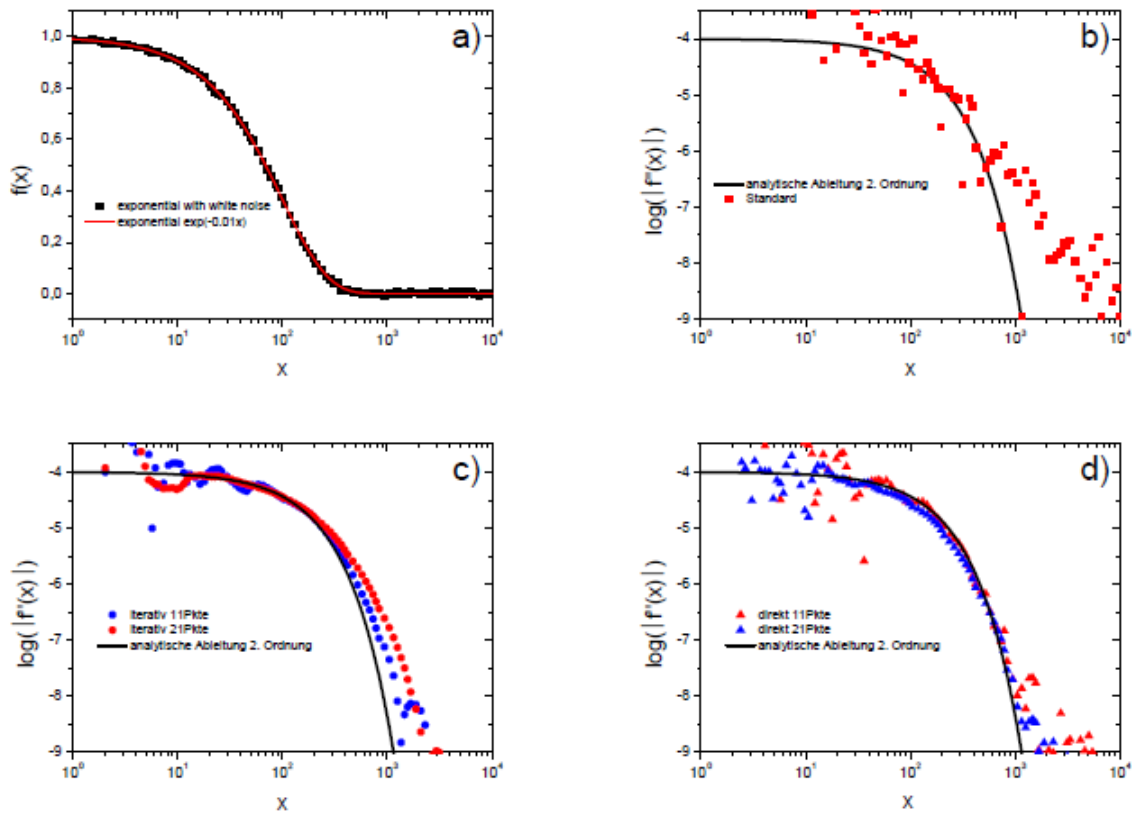 a)
1,0
0,8
0,6
0,4
0,2
0,0
f(x)
exponential with white noise
exponential exp(-0.01x)
10^0 10^1 10^2 10^3 10^4
X
b)
-4
-5
-6
-7
-8
-9
log(|f''(x)|)
analytische Ableitung 2. Ordnung
Standard
10^0 10^1 10^2 10^3 10^4
X
c)
-4
-5
-6
-7
-8
-9
log(|f''(x)|)
Iterativ 11Pkte
Iterativ 21Pkte
analytische Ableitung 2. Ordnung
10^0 10^1 10^2 10^3 10^4
X
d)
-4
-5
-6
-7
-8
-9
log(|f''(x)|)
direkt 11Pkte
direkt 21Pkte
analytische Ableitung 2. Ordnung
10^0 10^1 10^2 10^3 10^4
X